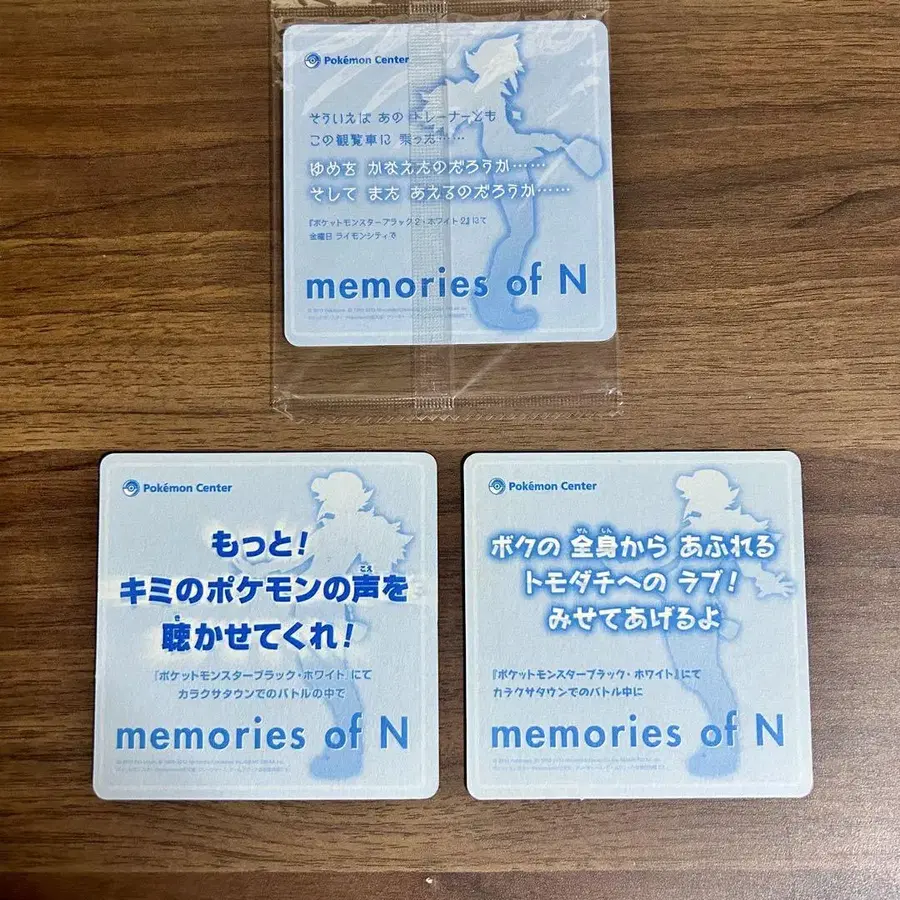 Pokémon Center
そういえば あの トレーナーとも
この観覧車に 乗った……
ゆめを かなえたのだろうか……
そして また あえるのだろうか……
『ポケットモンスターブラック2・ホワイト2』にて
金曜日 ライモンシティで
memories of N
Pokémon Center
もっと!
キミのポケモンの声を
こえ
聴かせてくれ!
き
『ポケットモンスターブラック・ホワイト』にて
カラクサタウンでのバトルの中で
memories of N
Pokémon Center
ボクの 全身から あふれる
ぜんしん
トモダチへの ラブ!
みせてあげるよ
『ポケットモンスターブラック・ホワイト』にて
カラクサタウンでのバトル中に
memories of N